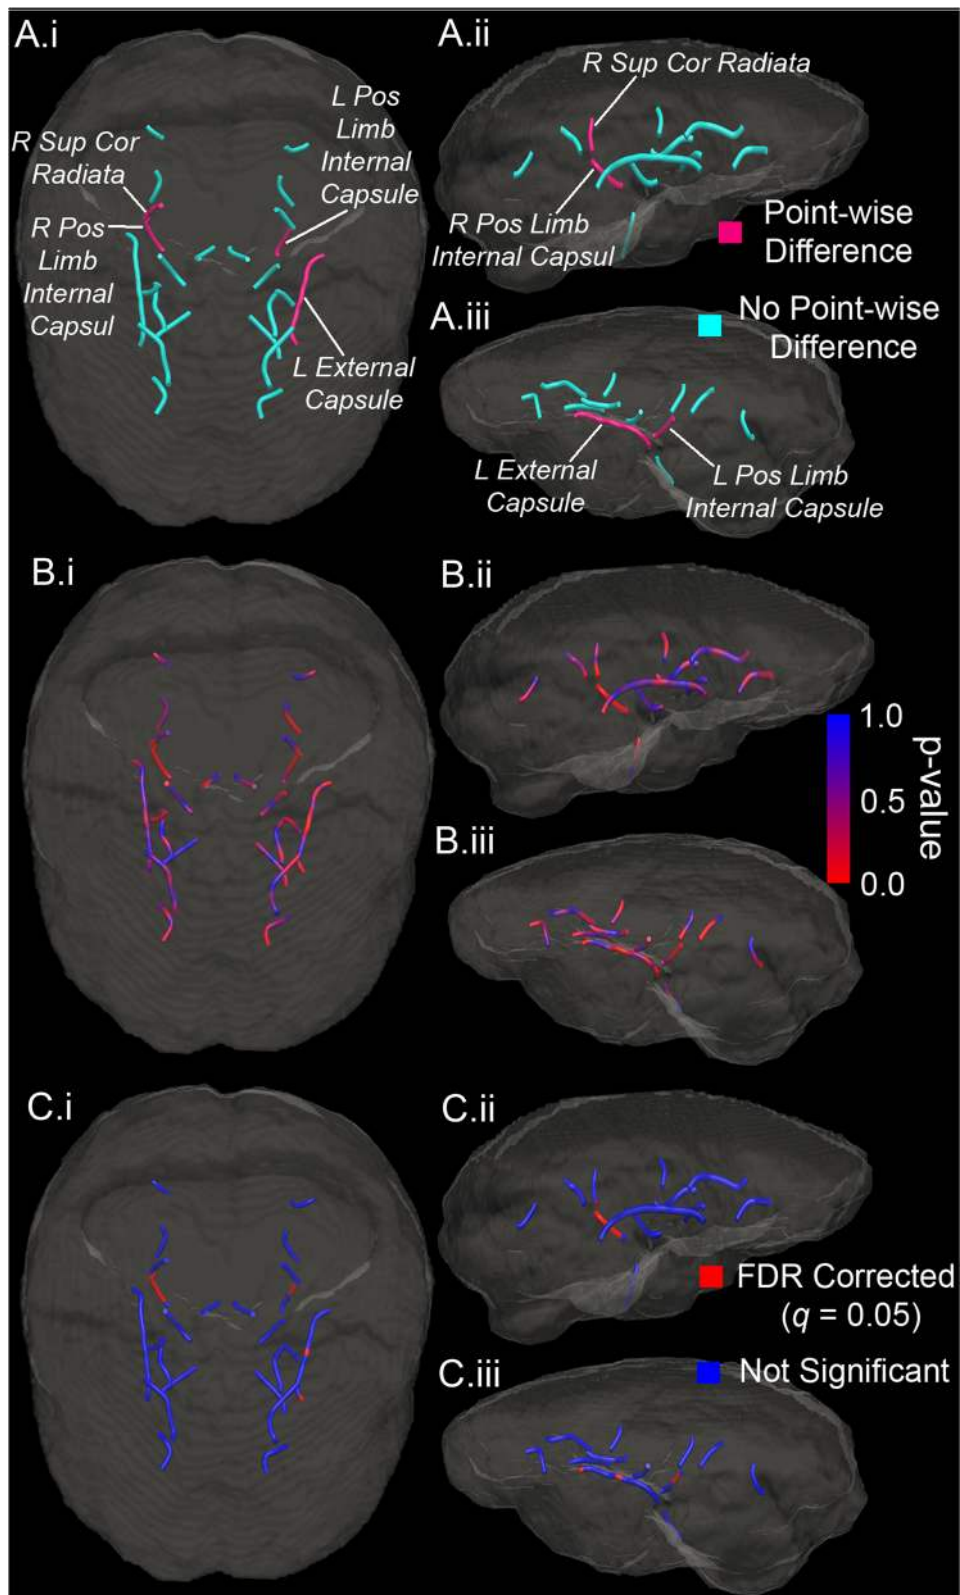 A.i
R Sup Cor
Radiata
R Pos
Limb
Internal
Capsul
L Pos
Limb
Internal
Capsule
L External
Capsule
A.ii
R Sup Cor Radiata
R Pos Limb
Internal Capsul
Point-wise
Difference
A.iii
No Point-wise
Difference
L External
Capsule
L Pos Limb
Internal Capsule
B.i
B.ii
1.0
0.5
0.0
p-value
B.iii
C.i
C.ii
FDR Corrected
(q = 0.05)
C.iii
Not Significant